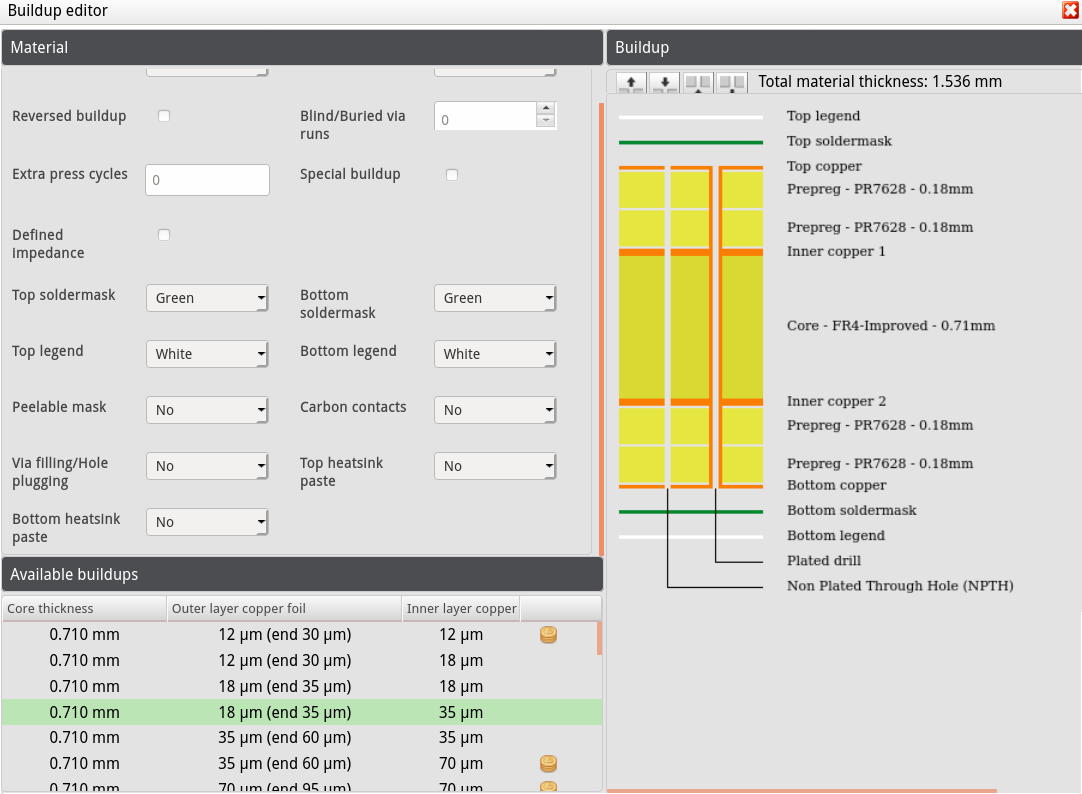 Buildup editor
Material
Reversed buildup
Blind/Buried via
runs
0
Extra press cycles
0
Special buildup
Defined
impedance
Top soldermask
Green
Bottom
soldermask
Green
Top legend
White
Bottom legend
White
Peelable mask
No
Carbon contacts
No
Via filling/Hole
plugging
No
Top heatsink
paste
No
Bottom heatsink
paste
No
Available buildups
Core thickness Outer layer copper foil Inner layer copper
0.710 mm 12 µm (end 30 µm) 12 µm
0.710 mm 12 µm (end 30 µm) 18 µm
0.710 mm 18 µm (end 35 µm) 18 µm
0.710 mm 18 µm (end 35 µm) 35 µm
0.710 mm 35 µm (end 60 µm) 35 µm
0.710 mm 35 µm (end 60 µm) 70 µm
0.710 mm 70 µm (end 95 µm) 70 µm
Buildup
Total material thickness: 1.536 mm
Top legend
Top soldermask
Top copper
Prepreg - PR7628 - 0.18mm
Prepreg - PR7628 - 0.18mm
Inner copper 1
Core - FR4-Improved - 0.71mm
Inner copper 2
Prepreg - PR7628 - 0.18mm
Prepreg - PR7628 - 0.18mm
Bottom copper
Bottom soldermask
Bottom legend
Plated drill
Non Plated Through Hole (NPTH)